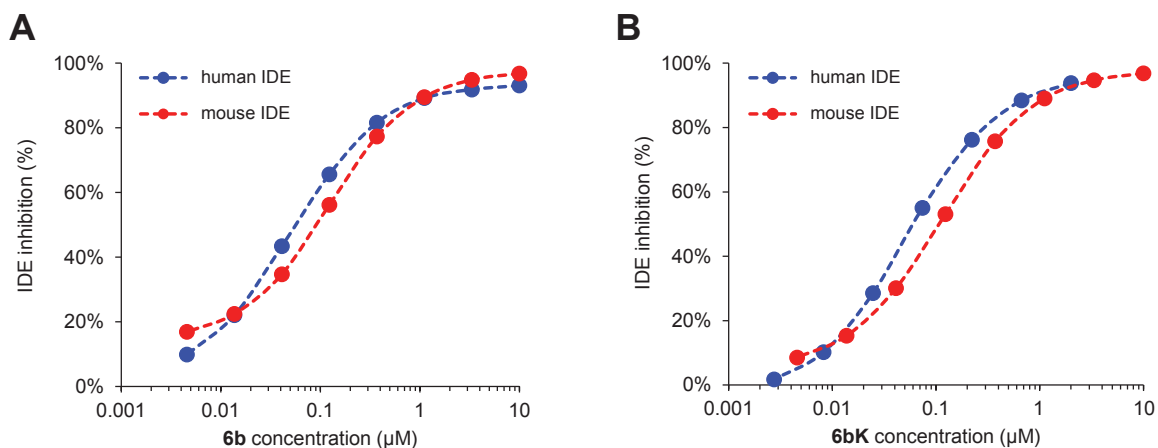 A
100%
80%
60%
40%
20%
0%
IDE inhibition (%)
human IDE
mouse IDE
0.001
0.01
0.1
1
10
6b concentration (µM)
B
100%
80%
60%
40%
20%
0%
IDE inhibition (%)
human IDE
mouse IDE
0.001
0.01
0.1
1
10
6bK concentration (µM)